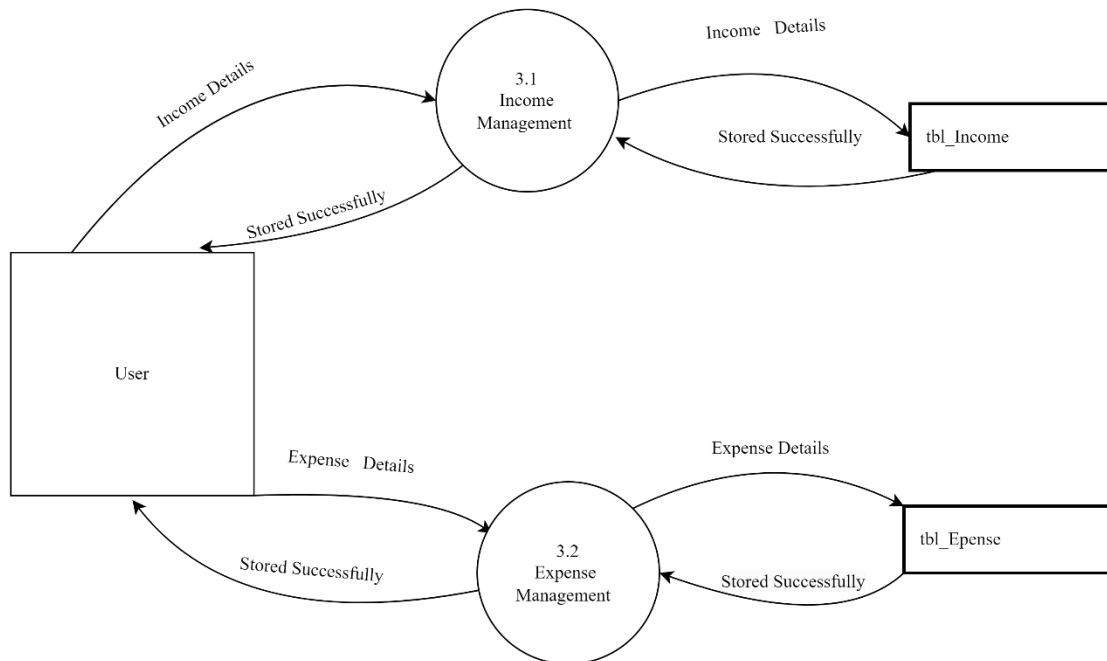 Income Details
Income Details
3.1
Income
Management
Stored Successfully
tbl_Income
Stored Successfully
User
Expense Details
Expense Details
3.2
Expense
Management
tbl_Epense
Stored Successfully
Stored Successfully